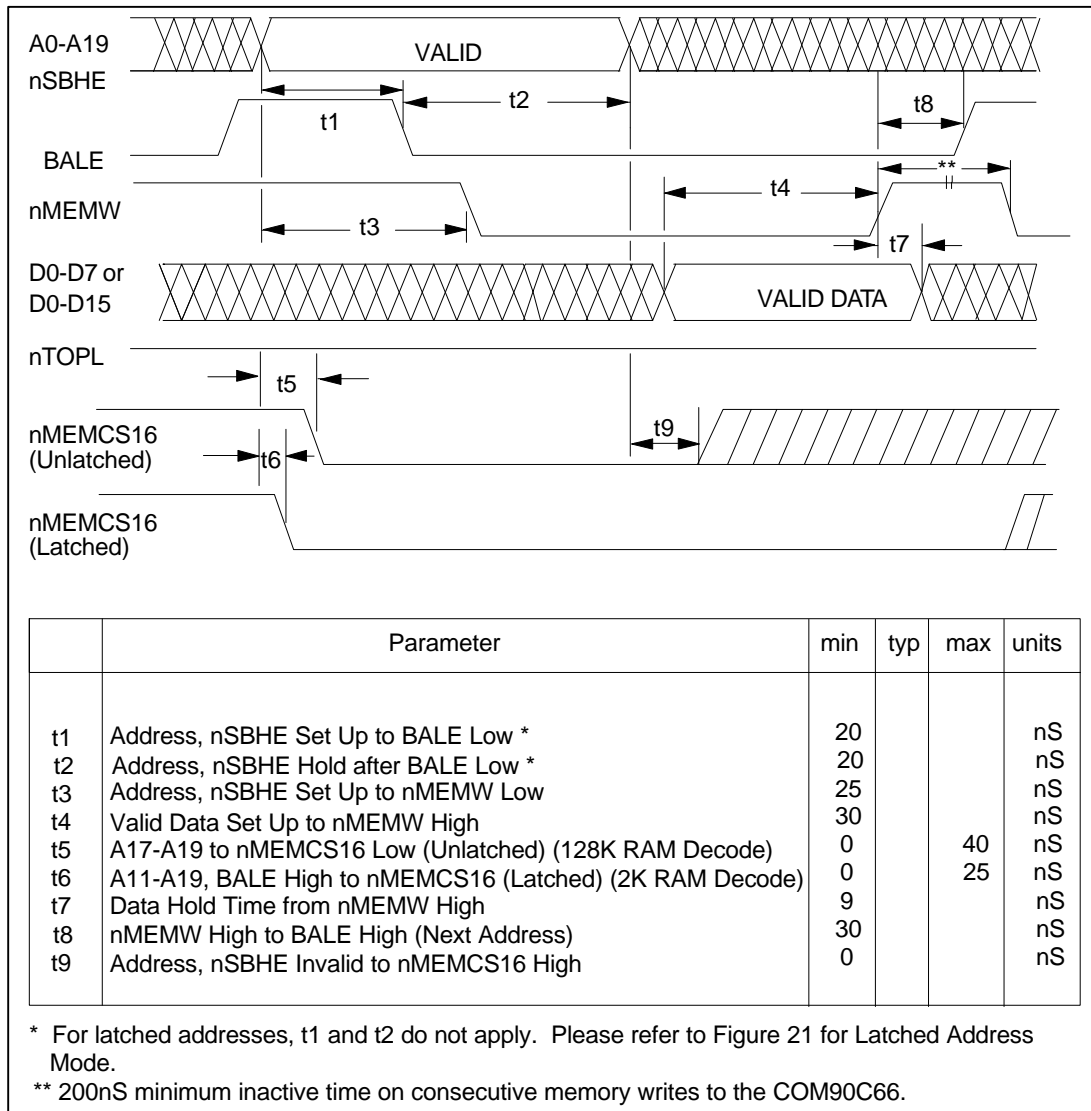 A0-A19
VALID
nSBHE
t1
t2
t8
BALE
**
t4
nMEMW
t3
t7
D0-D7 or
D0-D15
VALID DATA
nTOPL
t5
nMEMCS16
(Unlatched)
t9
t6
nMEMCS16
(Latched)
Parameter min typ max units
t1 Address, nSBHE Set Up to BALE Low * 20 nS
t2 Address, nSBHE Hold after BALE Low * 20 nS
t3 Address, nSBHE Set Up to nMEMW Low 25 nS
t4 Valid Data Set Up to nMEMW High 30 nS
t5 A17-A19 to nMEMCS16 Low (Unlatched) (128K RAM Decode) 0 40 nS
t6 A11-A19, BALE High to nMEMCS16 (Latched) (2K RAM Decode) 0 25 nS
t7 Data Hold Time from nMEMW High 9 nS
t8 nMEMW High to BALE High (Next Address) 30 nS
t9 Address, nSBHE Invalid to nMEMCS16 High 0 nS
* For latched addresses, t1 and t2 do not apply. Please refer to Figure 21 for Latched Address
Mode.
** 200nS minimum inactive time on consecutive memory writes to the COM90C66.